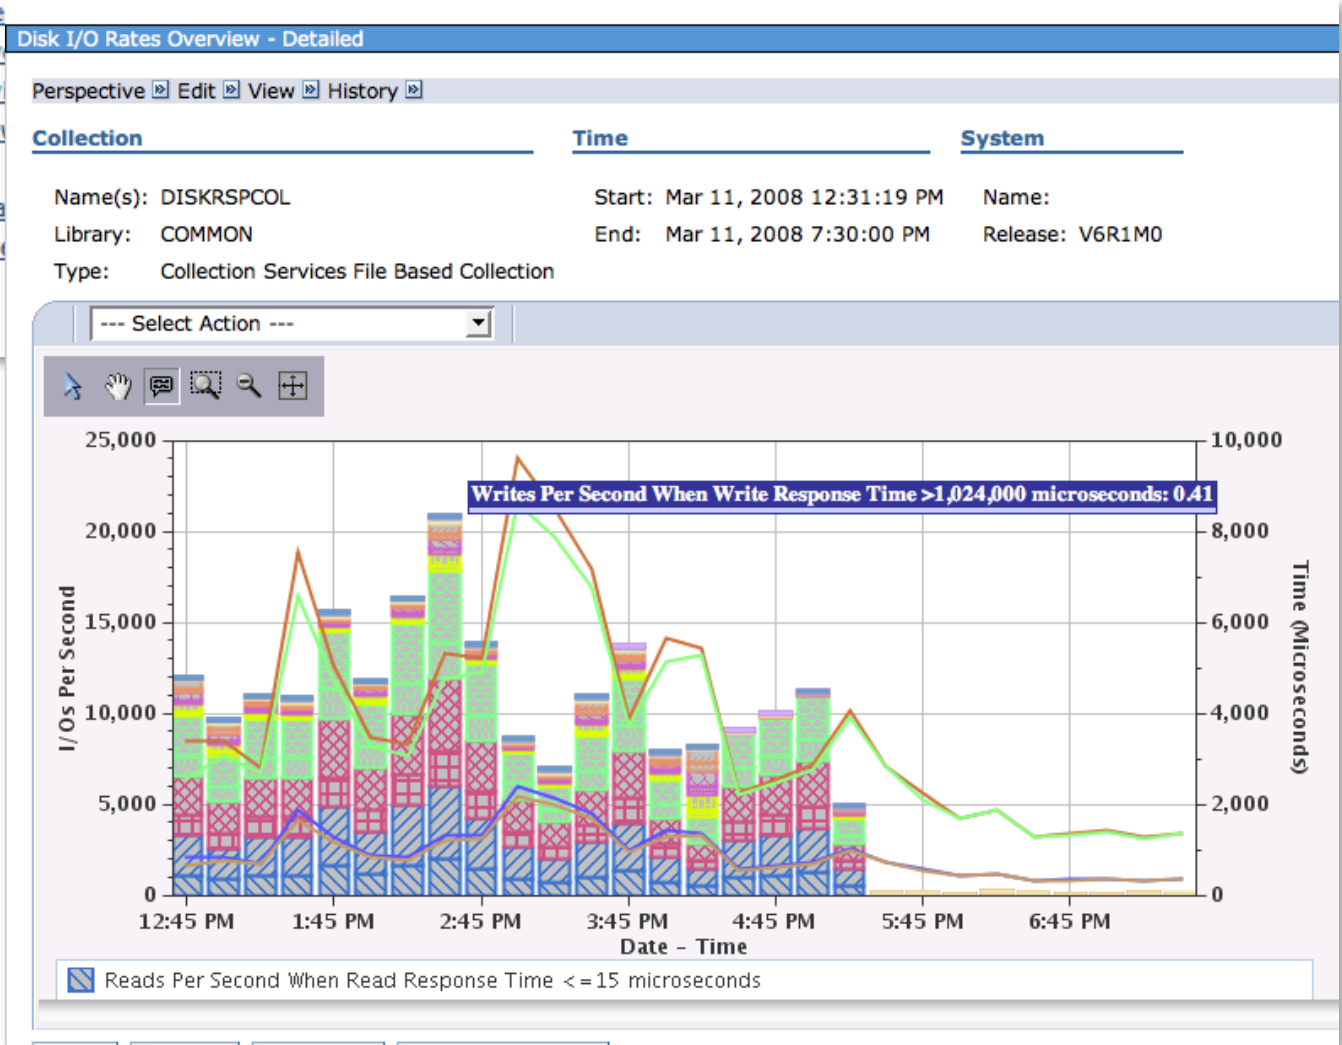 Disk I/O Rates Overview - Detailed
Perspective Edit View History
Collection Time System
Name(s): DISKRSPCOL Start: Mar 11, 2008 12:31:19 PM Name:
Library: COMMON End: Mar 11, 2008 7:30:00 PM Release: V6R1M0
Type: Collection Services File Based Collection
--- Select Action ---
25,000 10,000
Writes Per Second When Write Response Time >1,024,000 microseconds: 0.41
20,000 8,000
15,000 6,000
10,000 4,000
5,000 2,000
0 0
I/Os Per Second
Time (Microseconds)
12:45 PM 1:45 PM 2:45 PM 3:45 PM 4:45 PM 5:45 PM 6:45 PM
Date - Time
Reads Per Second When Read Response Time <=15 microseconds